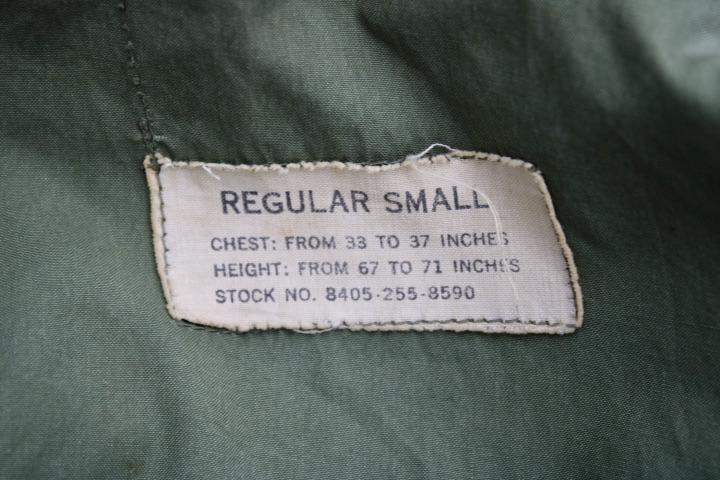 REGULAR SMALL
CHEST: FROM 33 TO 37 INCHES
HEIGHT: FROM 67 TO 71 INCHES
STOCK NO. 8405-255-8590